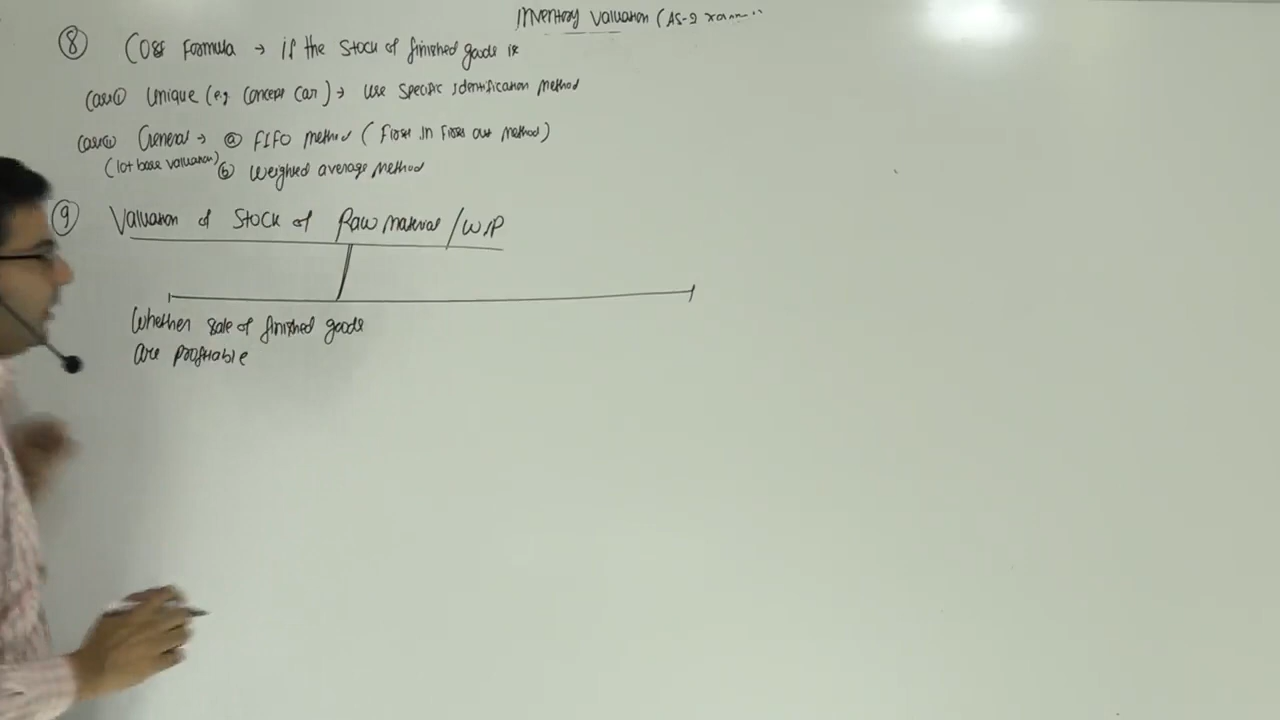 Inventory Valuation (AS-2
⑧ Cost Formula → if the Stock of finished goods is
Case① Unique (e.g. Concept Car) → Use Specific Identification Method
Case② General → ⓐ FIFO Method (First In First Out Method)
(lot base valuation) ⓑ Weighted average Method
⑨ Valuation of Stock of Raw Material / WIP
Whether sale of finished goods
are profitable